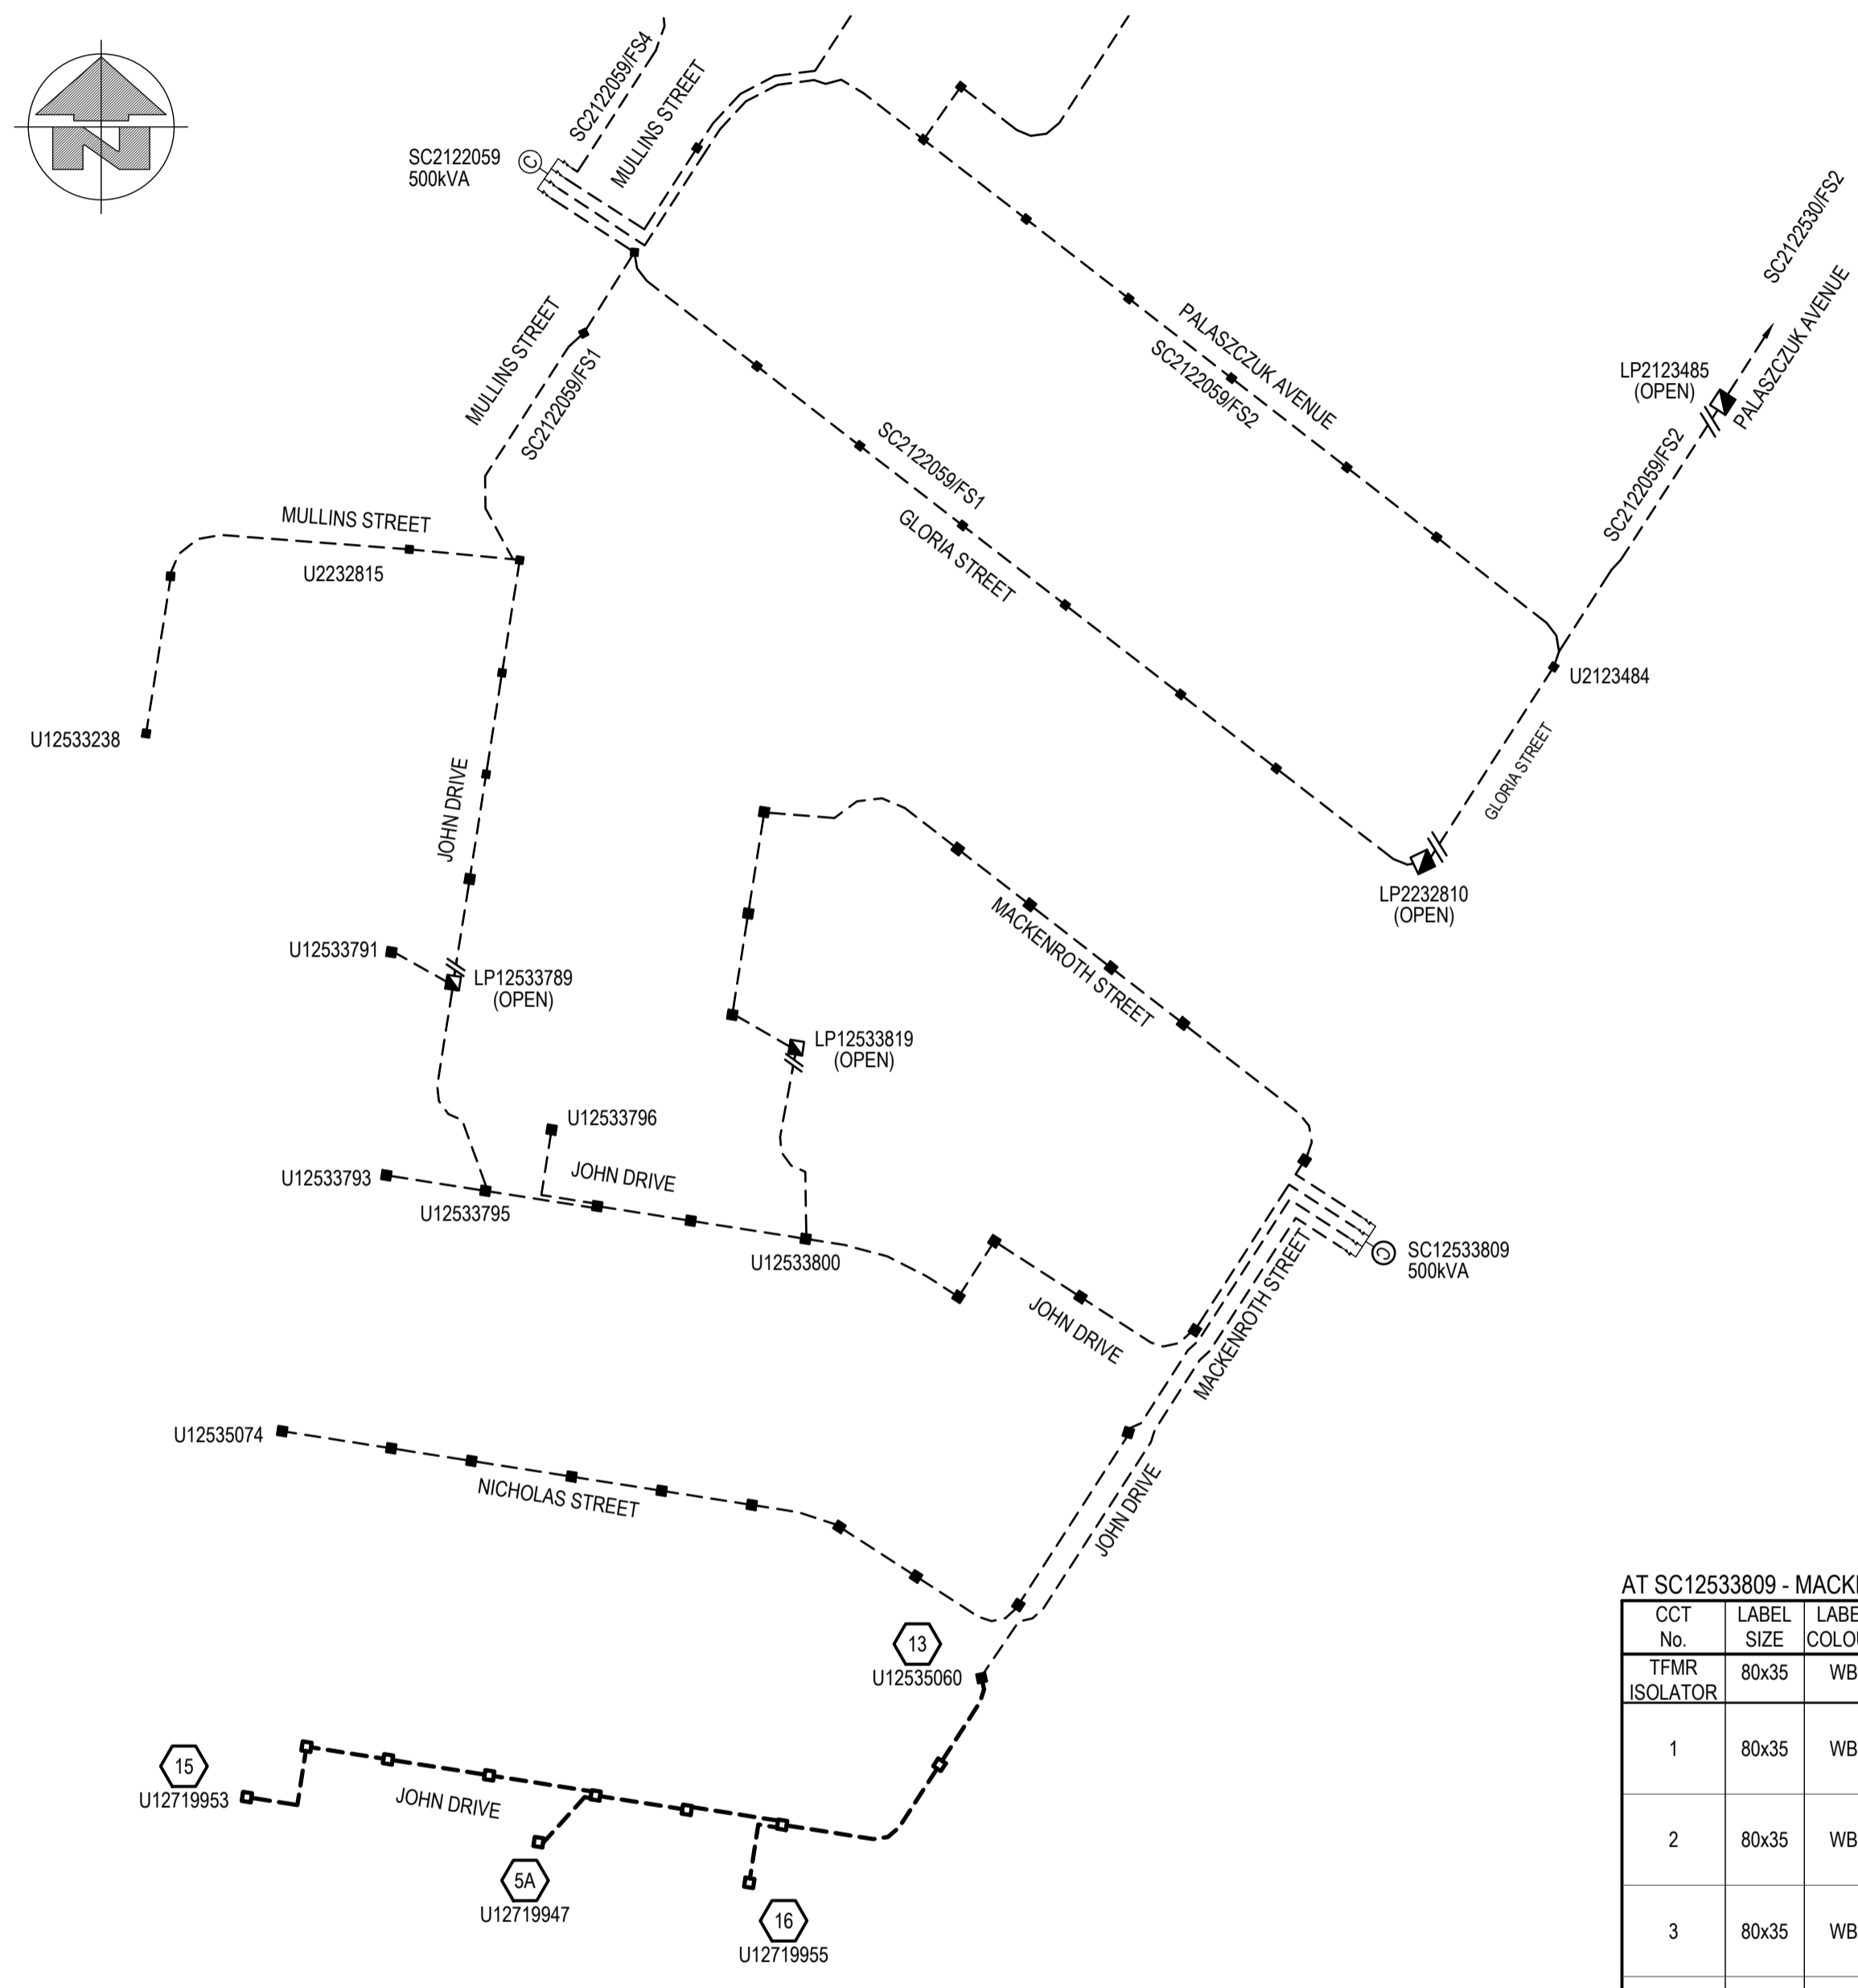 N
SC2122059/FS4
MULLINS STREET
SC2122059
500kVA
C
SC2122530/FS2
PALASZCZUK AVENUE
LP2123485
(OPEN)
PALASZCZUK AVENUE
SC2122059/FS2
MULLINS STREET
SC2122059/FS1
SC2122059/FS1
GLORIA STREET
SC2122059/FS2
MULLINS STREET
U2232815
U2123484
U12533238
GLORIA STREET
JOHN DRIVE
LP2232810
(OPEN)
MACKENROTH STREET
U12533791
LP12533789
(OPEN)
LP12533819
(OPEN)
U12533796
U12533793
JOHN DRIVE
U12533795
U12533800
C
SC12533809
500kVA
MACKENROTH STREET
JOHN DRIVE
U12535074
NICHOLAS STREET
JOHN DRIVE
13
U12535060
15
U12719953
JOHN DRIVE
5A
U12719947
16
U12719955
AT SC12533809 - MACK
CCT No. LABEL SIZE LABE COLO
TFMR ISOLATOR 80x35 WB
1 80x35 WB
2 80x35 WB
3 80x35 WB